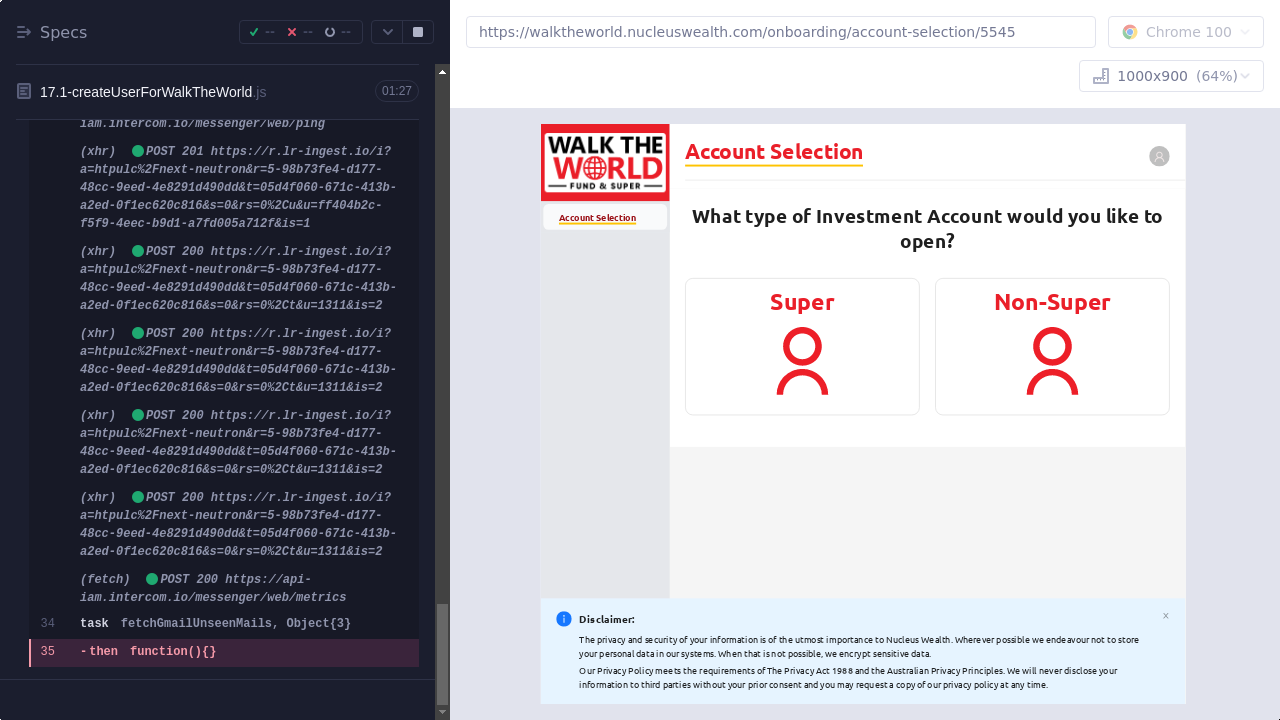 Specs
--
--
--
17.1-createUserForWalkTheWorld.js
01:27
iam.intercom.io/messenger/web/ping
(xhr) POST 201 https://r.lr-ingest.io/i?
a=htpulc%2Fnext-neutron&r=5-98b73fe4-d177-
48cc-9eed-4e8291d490dd&t=05d4f060-671c-413b-
a2ed-0f1ec620c816&s=0&rs=0%2Cu&u=ff404b2c-
f5f9-4eec-b9d1-a7fd005a712f&is=1
(xhr) POST 200 https://r.lr-ingest.io/i?
a=htpulc%2Fnext-neutron&r=5-98b73fe4-d177-
48cc-9eed-4e8291d490dd&t=05d4f060-671c-413b-
a2ed-0f1ec620c816&s=0&rs=0%2Ct&u=1311&is=2
(xhr) POST 200 https://r.lr-ingest.io/i?
a=htpulc%2Fnext-neutron&r=5-98b73fe4-d177-
48cc-9eed-4e8291d490dd&t=05d4f060-671c-413b-
a2ed-0f1ec620c816&s=0&rs=0%2Ct&u=1311&is=2
(xhr) POST 200 https://r.lr-ingest.io/i?
a=htpulc%2Fnext-neutron&r=5-98b73fe4-d177-
48cc-9eed-4e8291d490dd&t=05d4f060-671c-413b-
a2ed-0f1ec620c816&s=0&rs=0%2Ct&u=1311&is=2
(xhr) POST 200 https://r.lr-ingest.io/i?
a=htpulc%2Fnext-neutron&r=5-98b73fe4-d177-
48cc-9eed-4e8291d490dd&t=05d4f060-671c-413b-
a2ed-0f1ec620c816&s=0&rs=0%2Ct&u=1311&is=2
(fetch) POST 200 https://api-
iam.intercom.io/messenger/web/metrics
34 task fetchGmailUnseenMails, Object{3}
35 -then function(){}
https://walktheworld.nucleuswealth.com/onboarding/account-selection/5545
Chrome 100
1000x900 (64%)
WALK THE
WORLD
FUND & SUPER
Account Selection
Account Selection
What type of Investment Account would you like to
open?
Super
Non-Super
Disclaimer:
The privacy and security of your information is of the utmost importance to Nucleus Wealth. Wherever possible we endeavour not to store
your personal data in our systems. When that is not possible, we encrypt sensitive data.
Our Privacy Policy meets the requirements of The Privacy Act 1988 and the Australian Privacy Principles. We will never disclose your
information to third parties without your prior consent and you may request a copy of our privacy policy at any time.